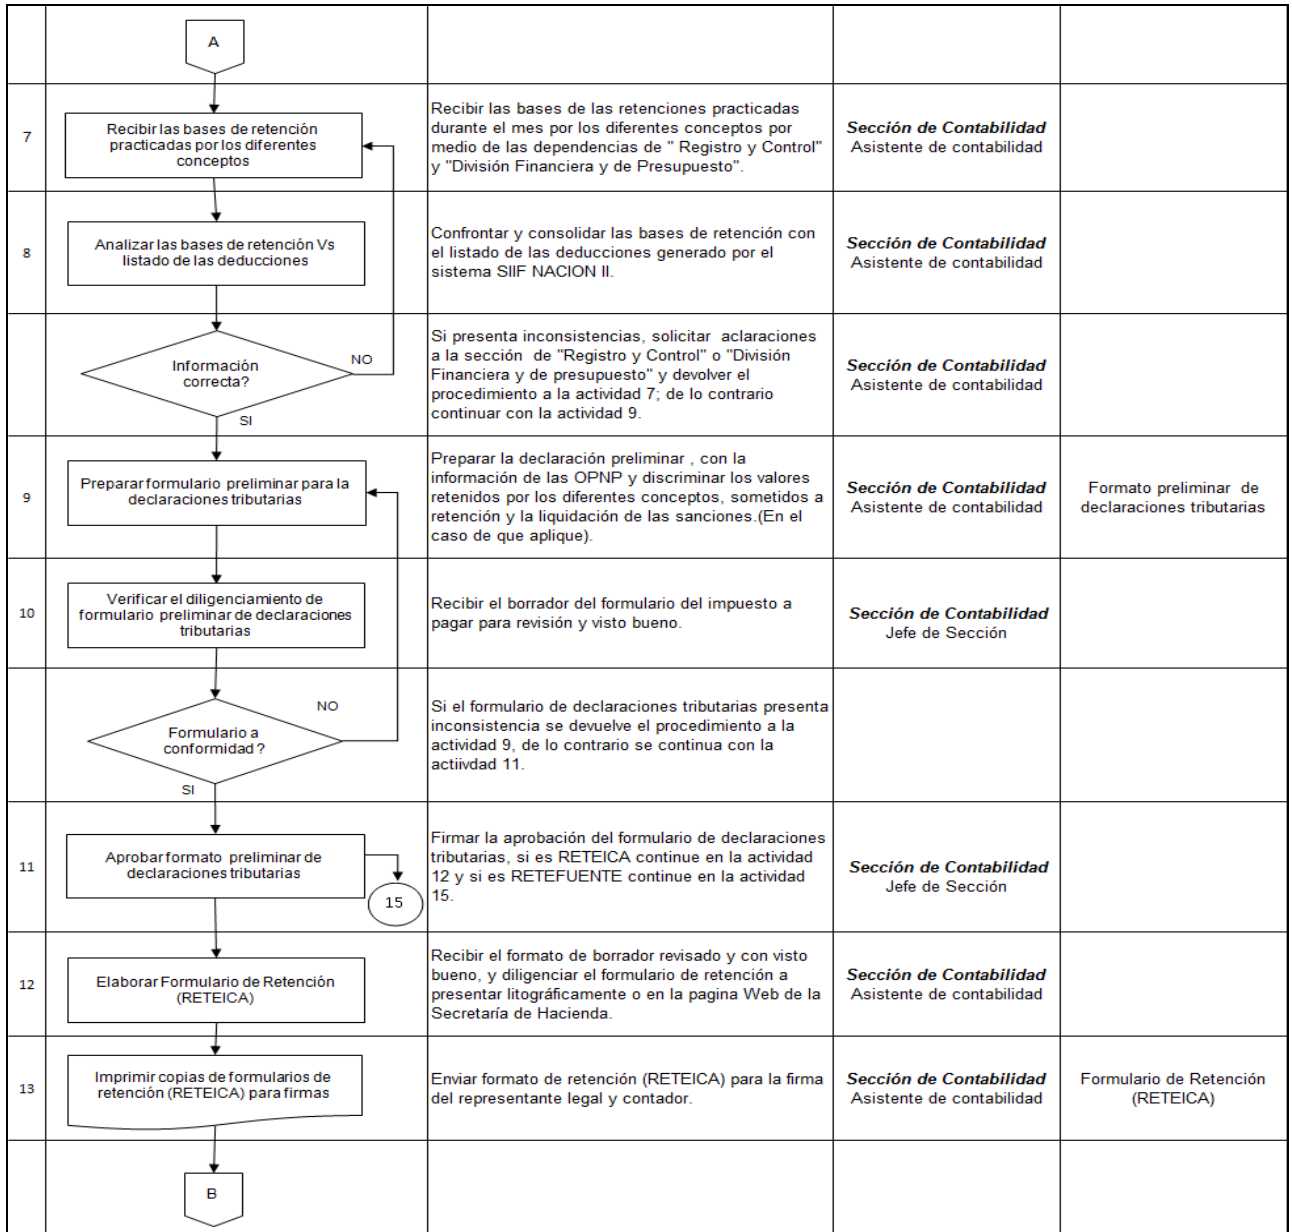 A
7
Recibir las bases de retención
practicadas por los diferentes
conceptos
Recibir las bases de las retenciones practicadas
durante el mes por los diferentes conceptos por
medio de las dependencias de " Registro y Control"
y "División Financiera y de Presupuesto".
Sección de Contabilidad
Asistente de contabilidad
8
Analizar las bases de retención Vs
listado de las deducciones
Confrontar y consolidar las bases de retención con
el listado de las deducciones generado por el
sistema SIIF NACION II.
Sección de Contabilidad
Asistente de contabilidad
Información
correcta?
NO
SI
Si presenta inconsistencias, solicitar aclaraciones
a la sección de "Registro y Control" o "División
Financiera y de presupuesto" y devolver el
procedimiento a la actividad 7; de lo contrario
continuar con la actividad 9.
Sección de Contabilidad
Asistente de contabilidad
9
Preparar formulario preliminar para la
declaraciones tributarias
Preparar la declaración preliminar , con la
información de las OPNP y discriminar los valores
retenidos por los diferentes conceptos, sometidos a
retención y la liquidación de las sanciones.(En el
caso de que aplique).
Sección de Contabilidad
Asistente de contabilidad
Formato preliminar de
declaraciones tributarias
10
Verificar el diligenciamiento de
formulario preliminar de declaraciones
tributarias
Recibir el borrador del formulario del impuesto a
pagar para revisión y visto bueno.
Sección de Contabilidad
Jefe de Sección
Formulario a
conformidad ?
NO
SI
Si el formulario de declaraciones tributarias presenta
inconsistencia se devuelve el procedimiento a la
actividad 9, de lo contrario se continua con la
actiivdad 11.
11
Aprobar formato preliminar de
declaraciones tributarias
15
Firmar la aprobación del formulario de declaraciones
tributarias, si es RETEICA continue en la actividad
12 y si es RETEFUENTE continue en la actividad
15.
Sección de Contabilidad
Jefe de Sección
12
Elaborar Formulario de Retención
(RETEICA)
Recibir el formato de borrador revisado y con visto
bueno, y diligenciar el formulario de retención a
presentar litográficamente o en la pagina Web de la
Secretaría de Hacienda.
Sección de Contabilidad
Asistente de contabilidad
13
Imprimir copias de formularios de
retención (RETEICA) para firmas
Enviar formato de retención (RETEICA) para la firma
del representante legal y contador.
Sección de Contabilidad
Asistente de contabilidad
Formulario de Retención
(RETEICA)
B